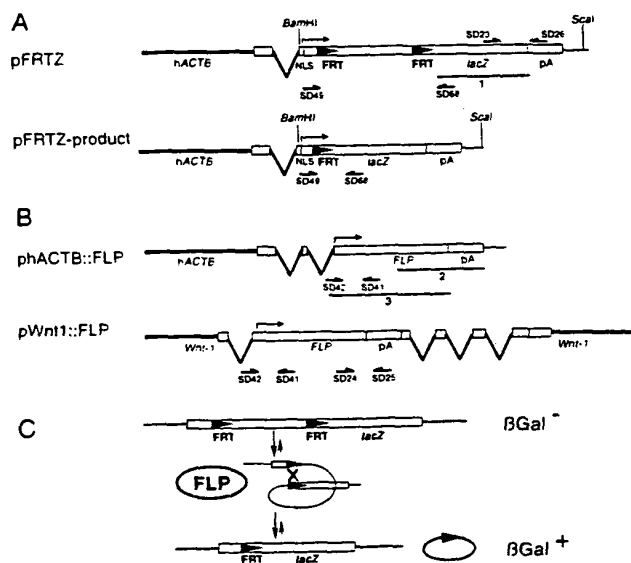 A
pFRTZ
hACTB
BamHI
NLS
FRT
FRT
SD23
SD26
lacZ
pA
ScaI
1
SD49
SD68
pFRTZ-product
hACTB
BamHI
NLS
FRT
lacZ
pA
ScaI
SD49
SD68
B
phACTB::FLP
hACTB
FLP
pA
2
SD42
SD41
3
pWnt1::FLP
Wnt-1
FLP
pA
Wnt-1
SD42
SD41
SD24
SD25
C
FRT
FRT
lacZ
βGal -
FLP
X
FRT
lacZ
βGal +